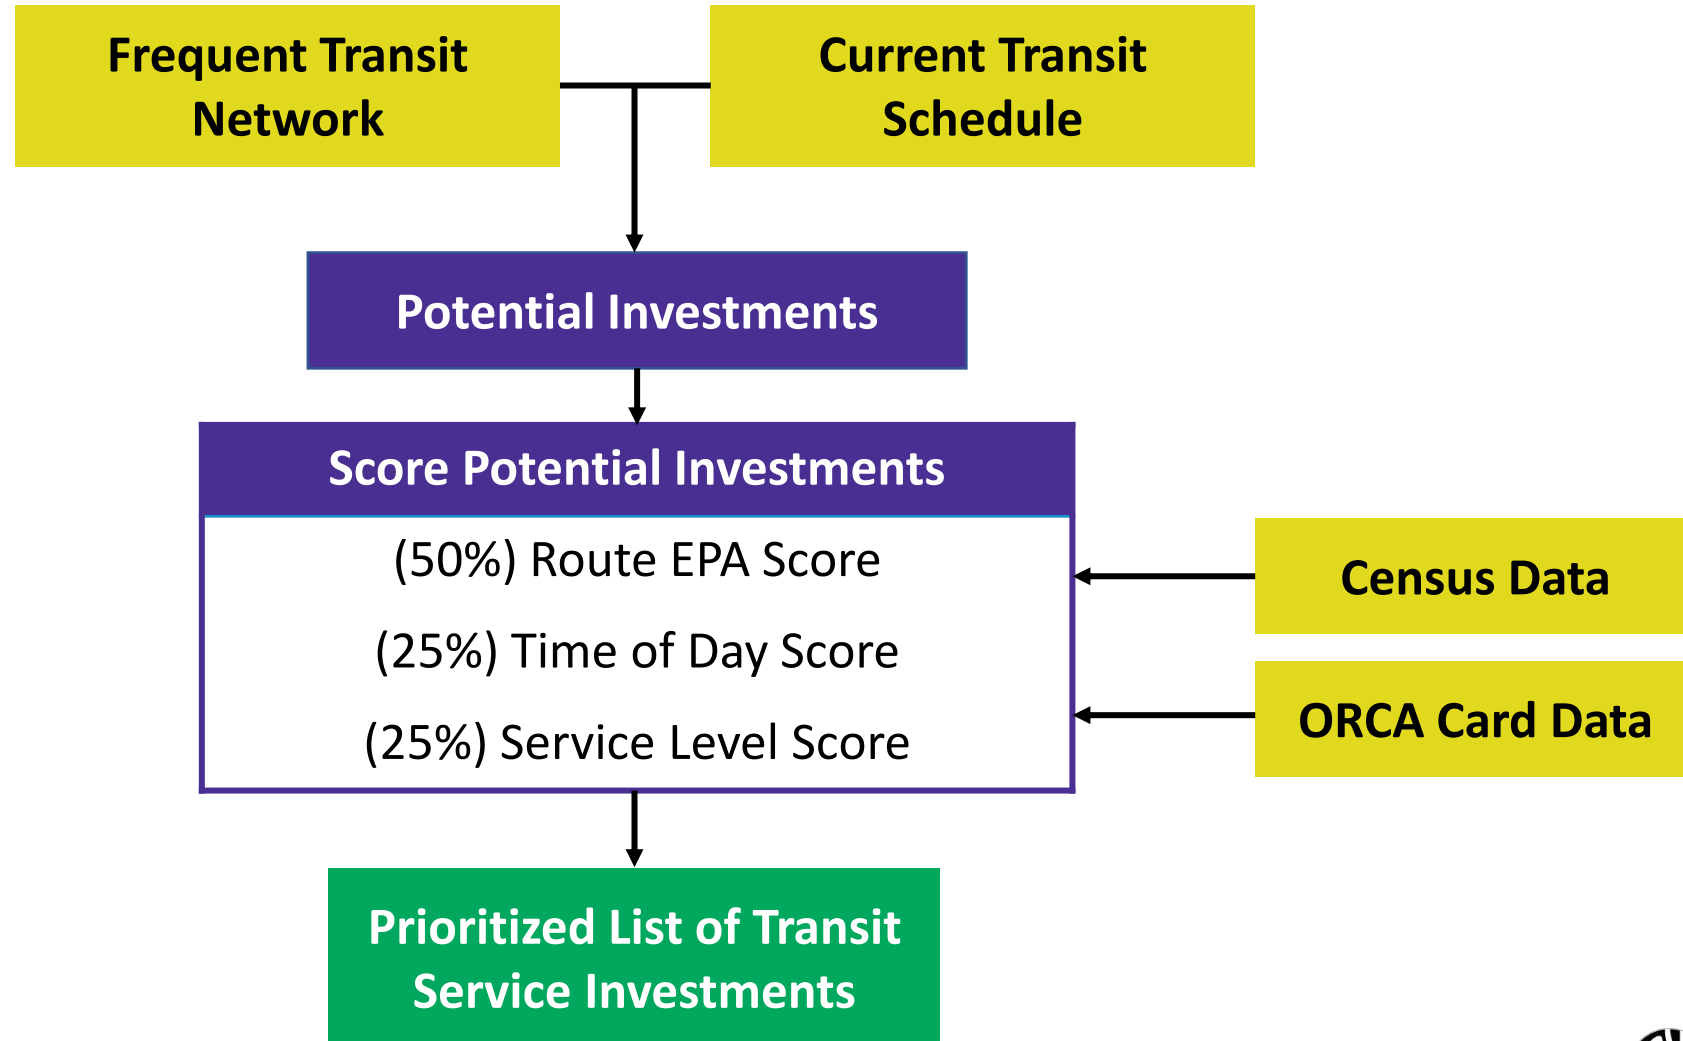 Frequent Transit
Network
Current Transit
Schedule
Potential Investments
Score Potential Investments
(50%) Route EPA Score
(25%) Time of Day Score
(25%) Service Level Score
Census Data
ORCA Card Data
Prioritized List of Transit
Service Investments